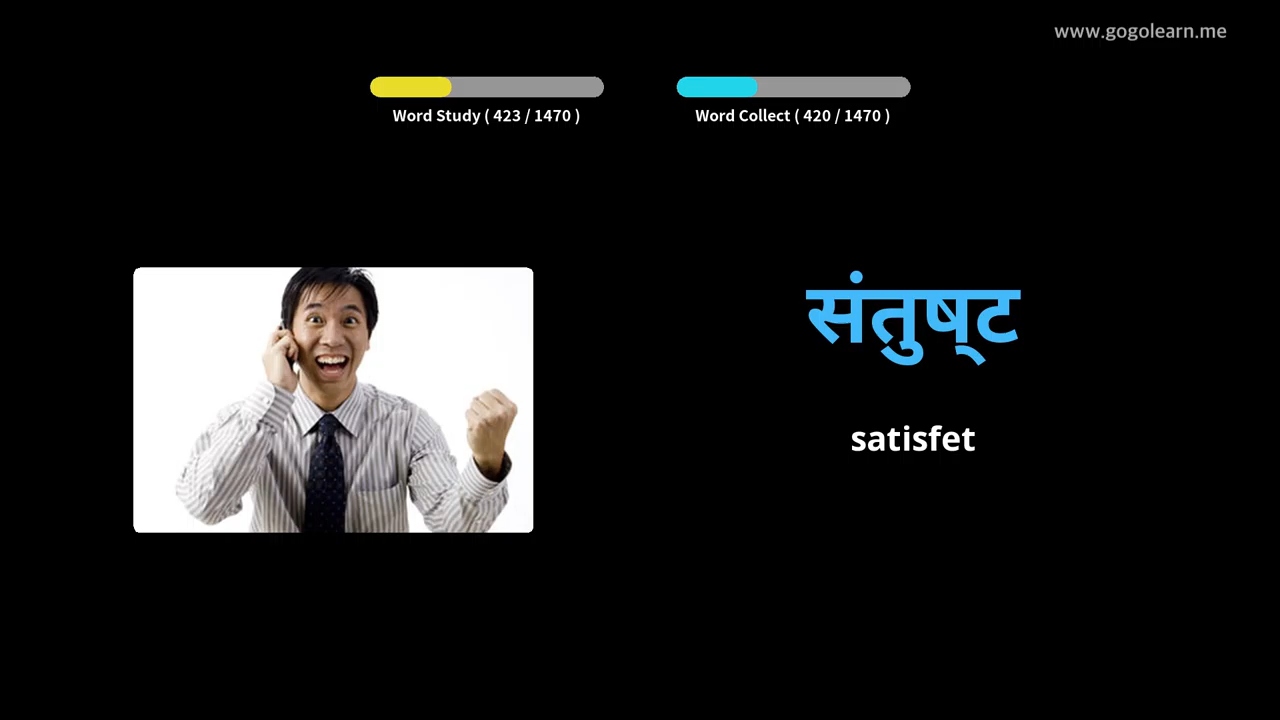 www.gogolearn.me
Word Study ( 423 / 1470 )
Word Collect ( 420 / 1470 )
संतुष्ट
satisfet